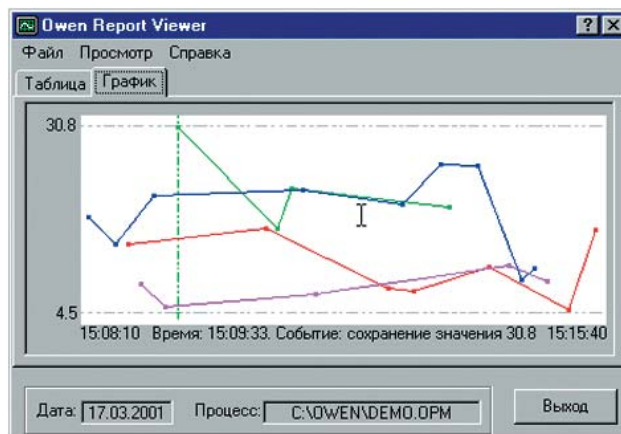 Owen Report Viewer
Файл Просмотр Справка
Таблица График
30.8
4.5
15:08:10 Время: 15:09:33. Событие: сохранение значения 30.8 15:15:40
Дата: 17.03.2001 Процесс: C:\OWEN\DEMO.OPM Выход